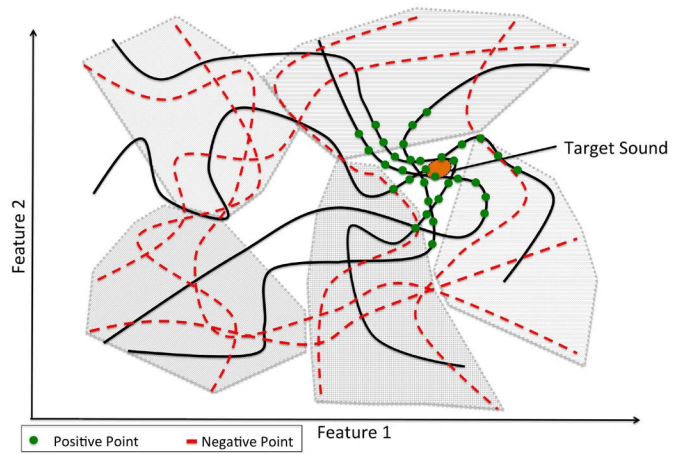 Target Sound
Feature 2
Feature 1
Positive Point
Negative Point